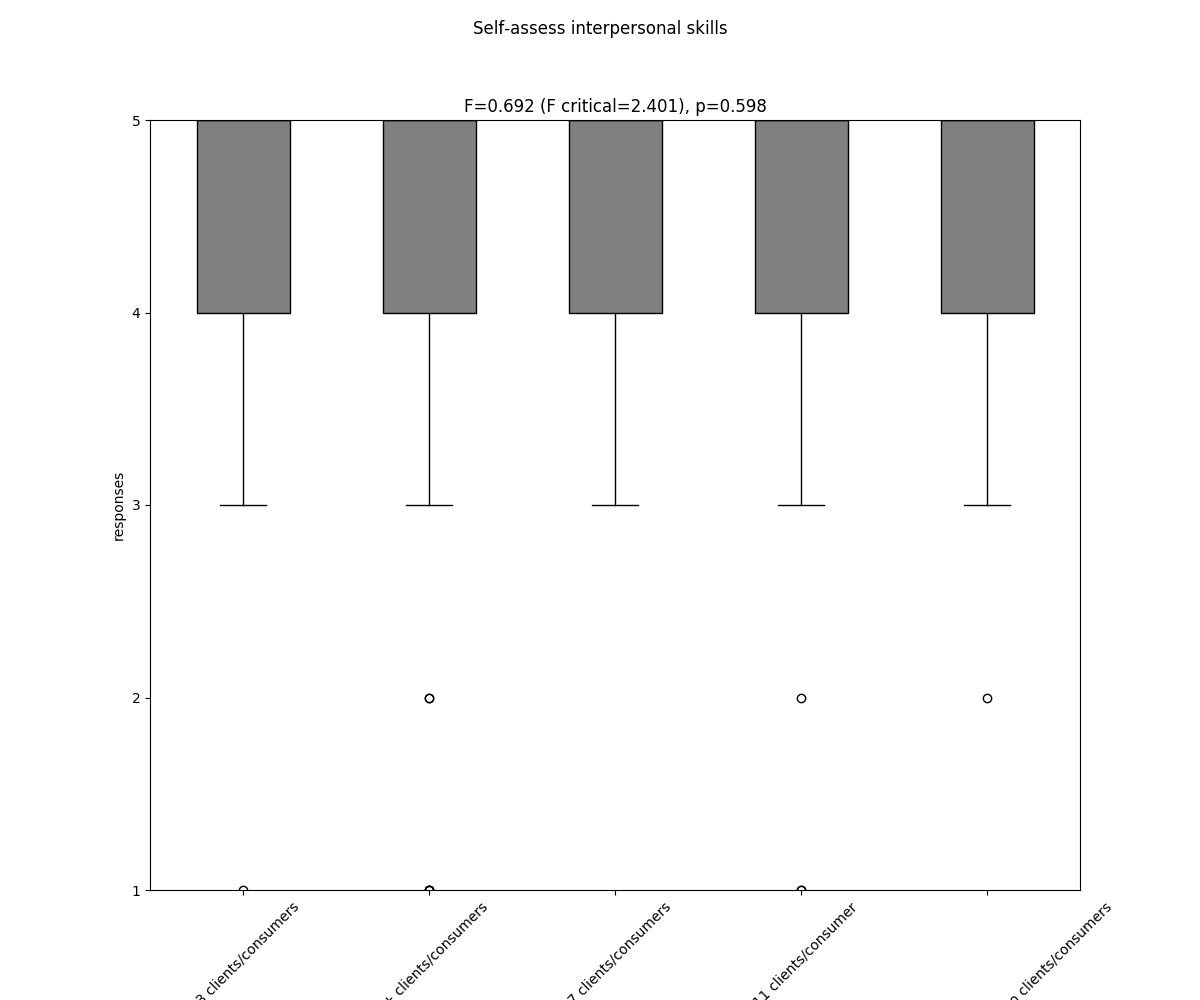 Self-assess interpersonal skills
F=0.692 (F critical=2.401), p=0.598
5
4
3
2
1
responses
3 clients/consumers
clients/consumers
7 clients/consumers
11 clients/consumer
clients/consumers